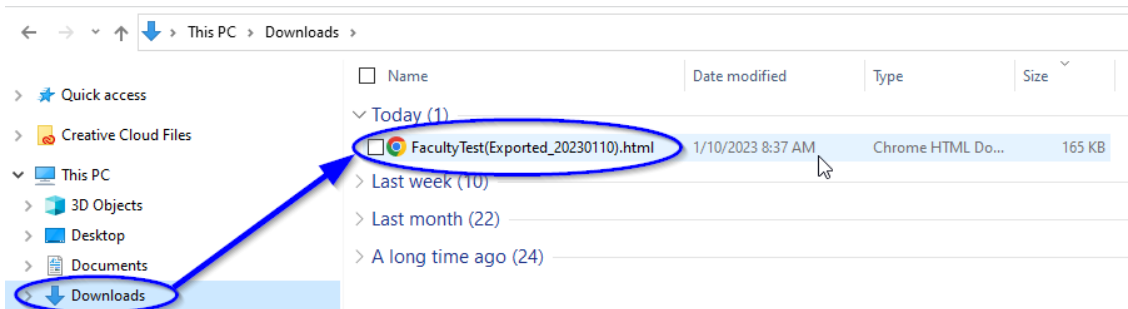 This PC > Downloads >
Name Date modified Type Size
Quick access
Today (1)
Creative Cloud Files
FacultyTest(Exported_20230110).html 1/10/2023 8:37 AM Chrome HTML Do... 165 KB
This PC
Last week (10)
3D Objects
Last month (22)
Desktop
A long time ago (24)
Documents
Downloads